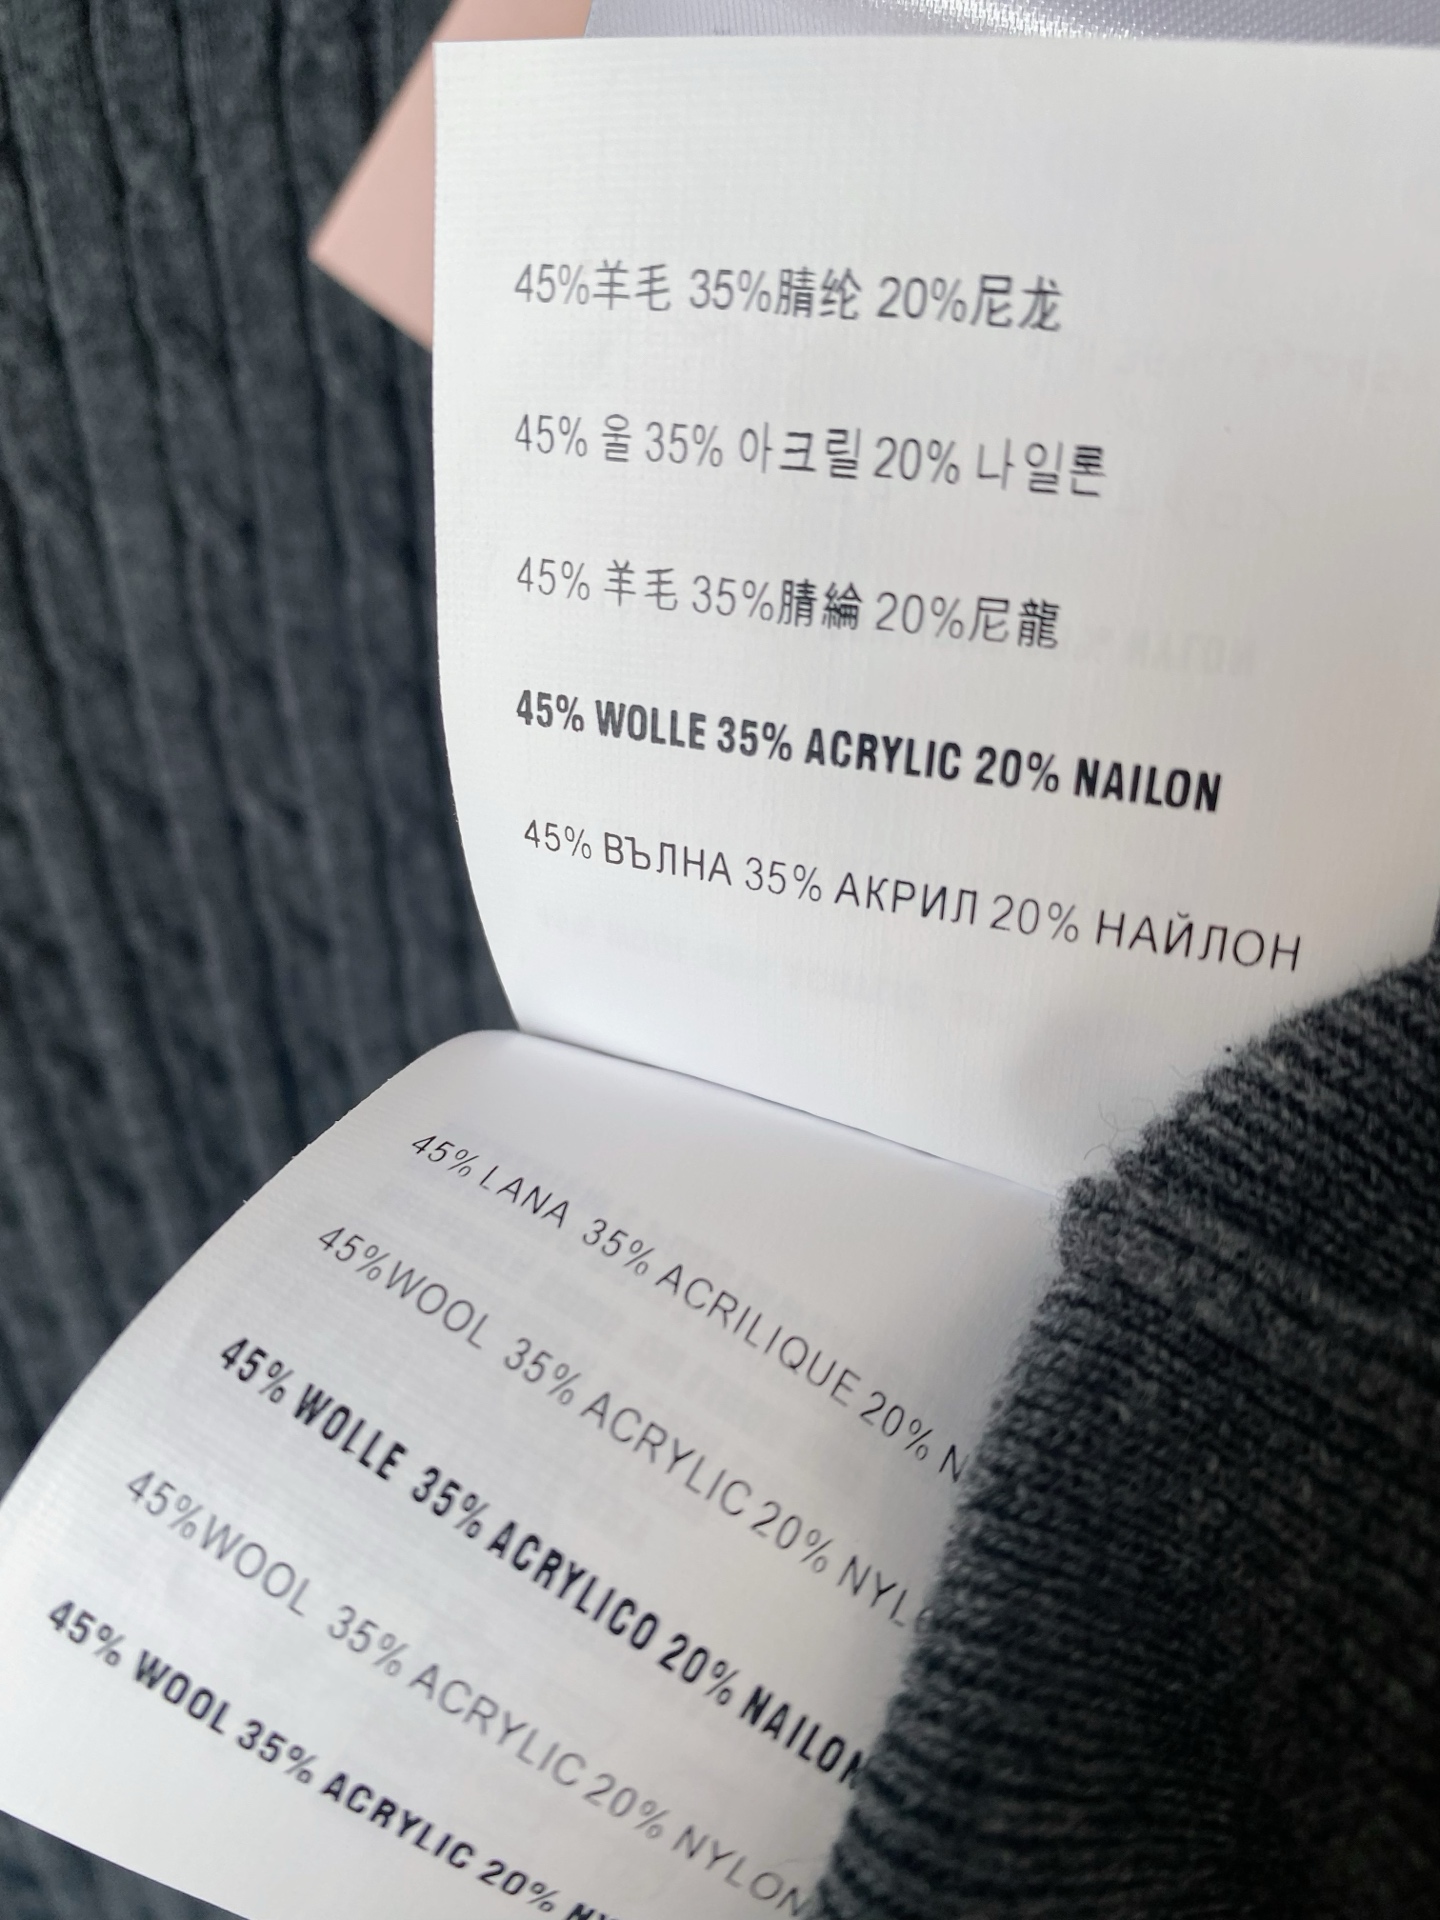 45%羊毛 35%腈纶 20%尼龙
45% 울 35% 아크릴 20% 나일론
45% 羊毛 35%腈綸 20%尼龍
45% WOLLE 35% ACRYLIC 20% NAILON
45% ВЪЛНА 35% АКРИЛ 20% НАЙЛОН
45% LANA 35% ACRILIQUE 20% N
45%WOOL 35% ACRYLIC 20% NYL
45% WOLLE 35% ACRYLICO 20% NAILON
45%WOOL 35% ACRYLIC 20% NYLON
45% WOOL 35% ACRYLIC 20%